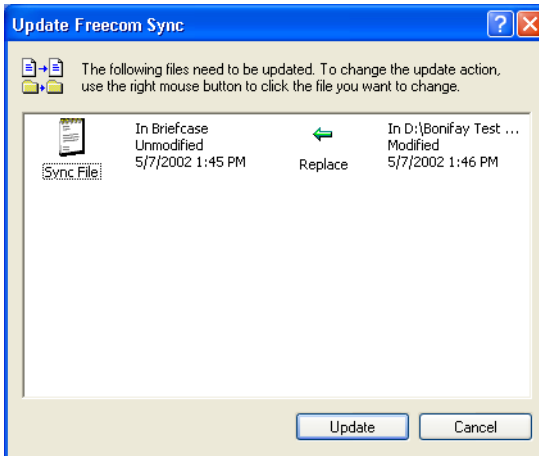 Update Freecom Sync
The following files need to be updated. To change the update action,
use the right mouse button to click the file you want to change.
Sync File
In Briefcase
Unmodified
5/7/2002 1:45 PM
Replace
In D:\Bonifay Test ...
Modified
5/7/2002 1:46 PM
Update
Cancel